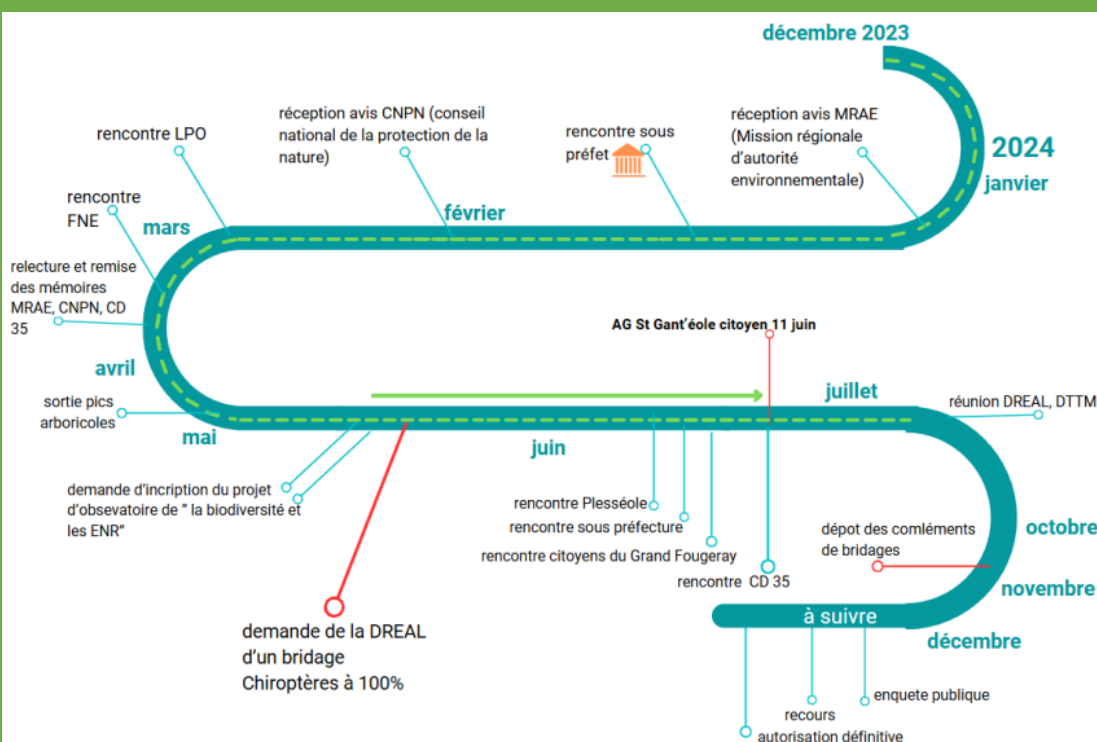 décembre 2023
2024
janvier
réception avis MRAE
(Mission régionale
d'autorité
environnementale)
rencontre sous
préfet
février
réception avis CNPN (conseil
national de la protection de la
nature)
rencontre LPO
mars
rencontre
FNE
relecture et remise
des mémoires
MRAE, CNPN, CD
35
avril
sortie pics
arboricoles
mai
demande d'incription du projet
d'obsevatoire de " la biodiversité et
les ENR"
demande de la DREAL
d'un bridage
Chiroptères à 100%
juin
rencontre Plesséole
rencontre sous préfecture
rencontre citoyens du Grand Fougeray
rencontre CD 35
AG St Gant'éole citoyen 11 juin
juillet
réunion DREAL, DTTM
octobre
dépot des comléments
de bridages
novembre
décembre
à suivre
enquete publique
recours
autorisation définitive